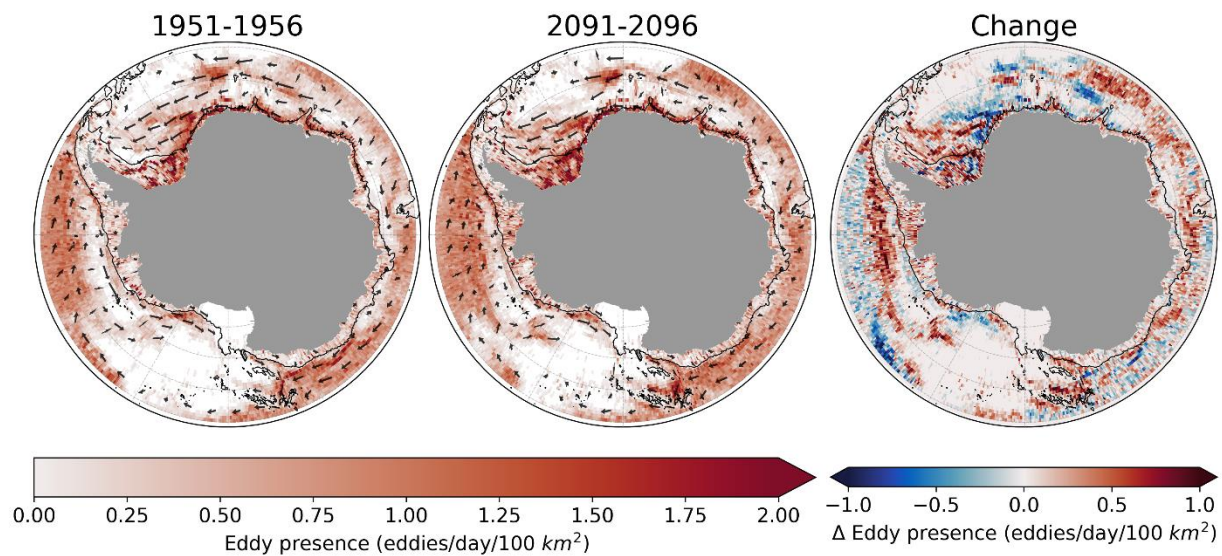 1951-1956
2091-2096
Change
0.00 0.25 0.50 0.75 1.00 1.25 1.50 1.75 2.00
Eddy presence (eddies/day/100 km²)
−1.0 −0.5 0.0 0.5 1.0
Δ Eddy presence (eddies/day/100 km²)